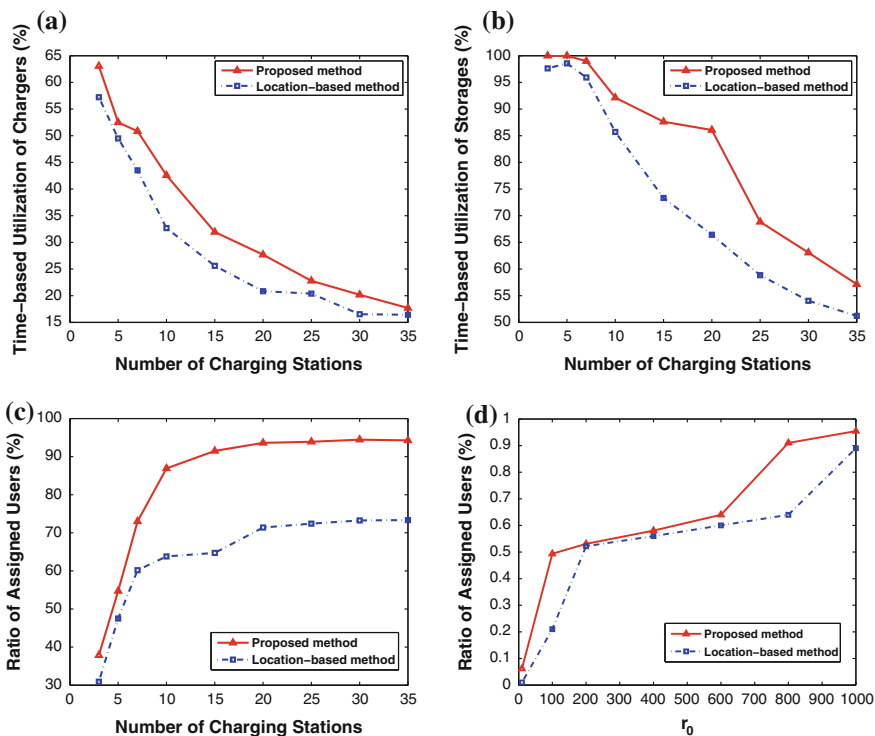 (a)
Time-based Utilization of Chargers (%)
65
60
55
50
45
40
35
30
25
20
15
0 5 10 15 20 25 30 35
Number of Charging Stations
Proposed method
Location-based method
(b)
Time-based Utilization of Storages (%)
100
95
90
85
80
75
70
65
60
55
50
0 5 10 15 20 25 30 35
Number of Charging Stations
Proposed method
Location-based method
(c)
Ratio of Assigned Users (%)
100
90
80
70
60
50
40
30
0 5 10 15 20 25 30 35
Number of Charging Stations
Proposed method
Location-based method
(d)
Ratio of Assigned Users (%)
1
0.9
0.8
0.7
0.6
0.5
0.4
0.3
0.2
0.1
0
0 100 200 300 400 500 600 700 800 900 1000
r0
Proposed method
Location-based method